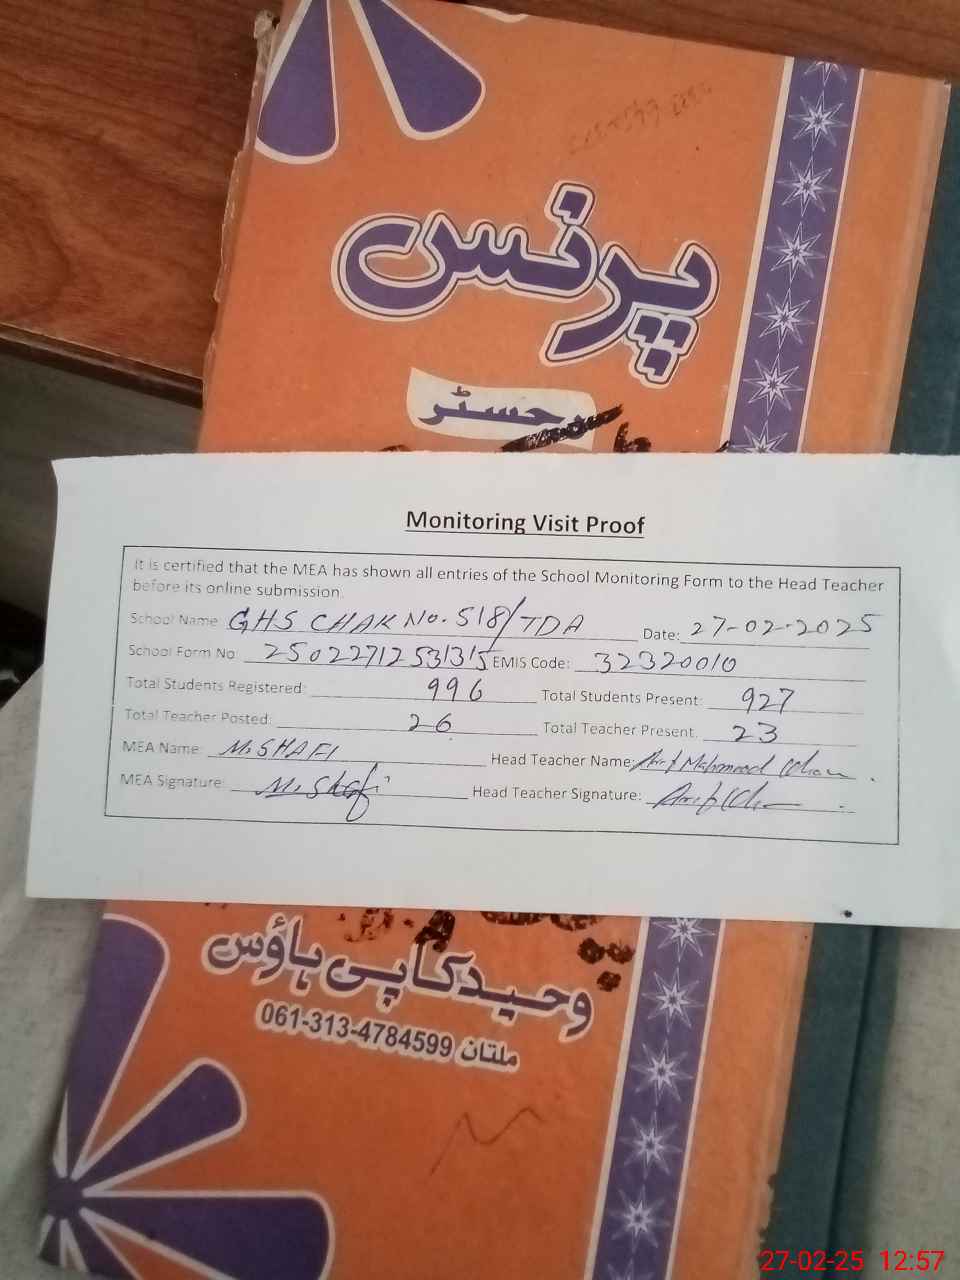 پرنس
رجسٹر
Monitoring Visit Proof
It is certified that the MEA has shown all entries of the School Monitoring Form to the Head Teacher
before its online submission.
School Name: GHS CHAK No. 518/TDA Date: 27-02-2025
School Form No: 25022712531315 EMIS Code: 32320010
Total Students Registered: 996 Total Students Present: 927
Total Teacher Posted: 26 Total Teacher Present. 23
MEA Name: M. SHAFI Head Teacher Name: Arif Mahmood Khan
MEA Signature: M. Shafi Head Teacher Signature:
وحید کاپی ہاؤس
061-313-4784599 ملتان
27-02-25 12:57